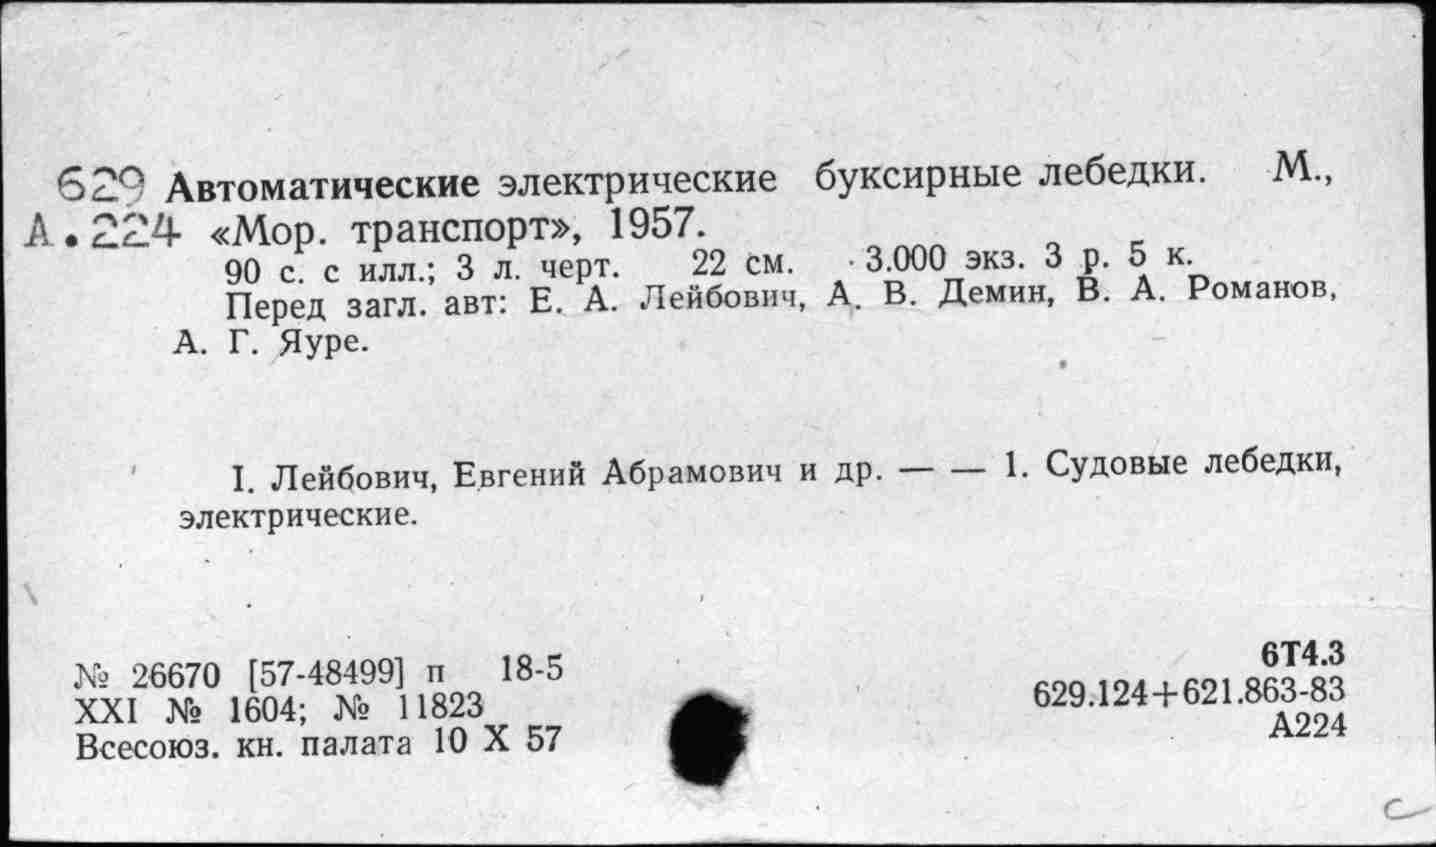 629 Автоматические электрические буксирные лебедки. М.,
А.224 «Мор. транспорт», 1957.
90 с. с илл.; 3 л. черт. 22 см. 3.000 экз. 3 р. 5 к.
Перед загл. авт: Е. А. Лейбович, А. В. Демин, В. А. Романов,
А. Г. Яуре.
I. Лейбович, Евгений Абрамович и др. — — 1. Судовые лебедки,
электрические.
№ 26670 [57-48499] п 18-5
XXI № 1604; № 11823
Всесоюз. кн. палата 10 X 57
6Т4.3
629.124+621.863-83
А224